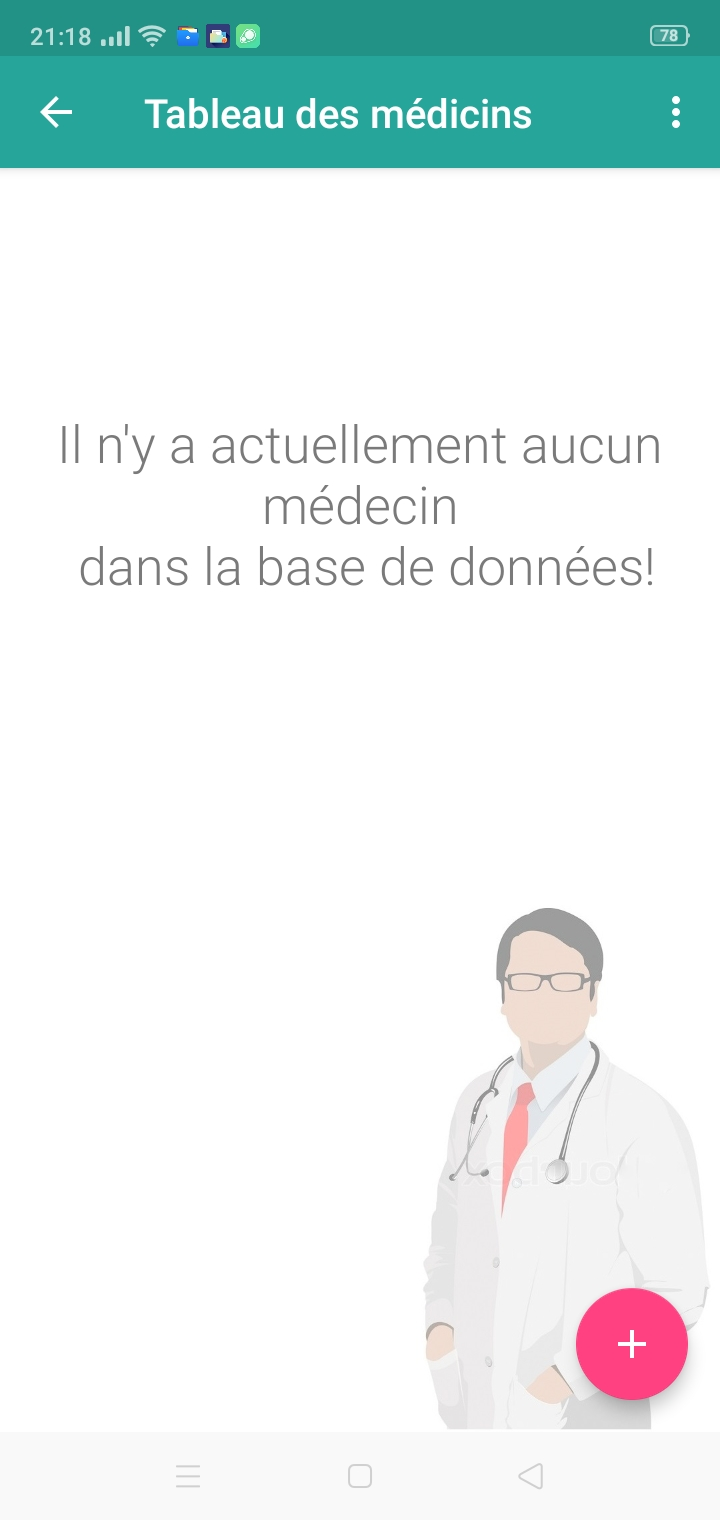 21:18
78
Tableau des médicins
Il n'y a actuellement aucun
médecin
dans la base de données!